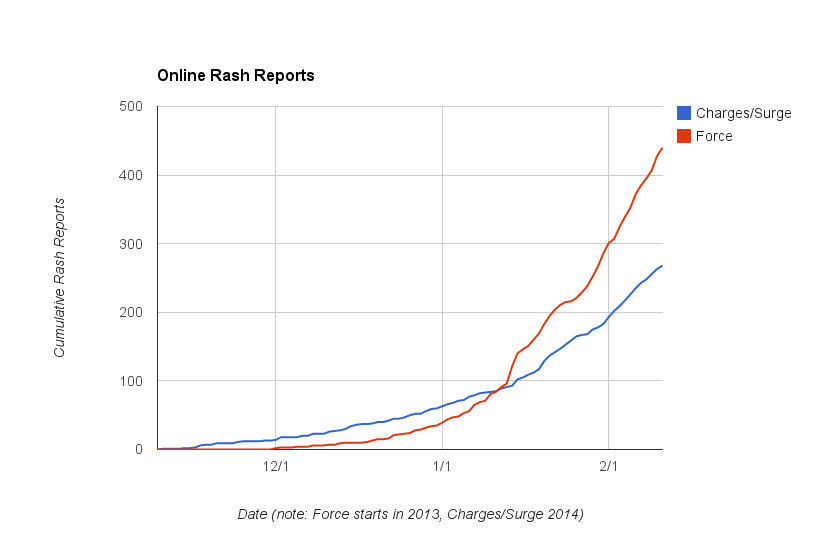 Online Rash Reports
500
400
300
200
100
0
12/1
1/1
2/1
Charges/Surge
Force
Cumulative Rash Reports
Date (note: Force starts in 2013, Charges/Surge 2014)